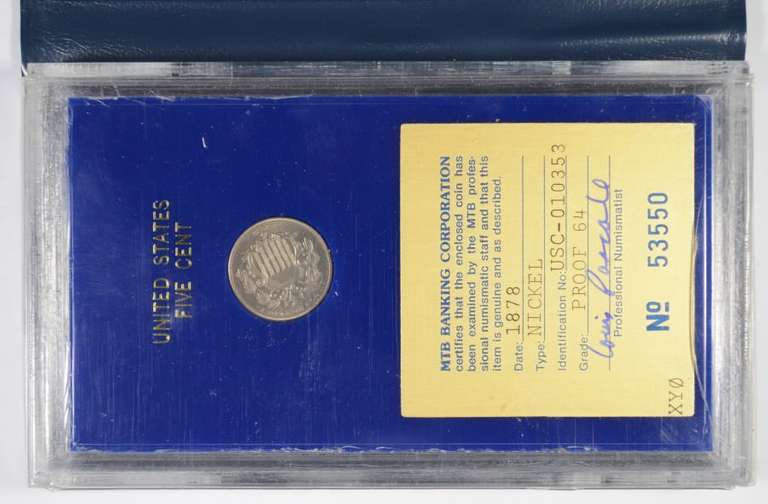 UNITED STATES
FIVE CENT
MTB BANKING CORPORATION
certifies that the enclosed coin has
been examined by the MTB profes-
sional numismatic staff and that this
item is genuine and as described.
Date: 1878
Type: NICKEL
Identification No: USC-010353
Grade: PROOF 64
Louis Pascale
Professional Numismatist
Nº 53550
XYØ